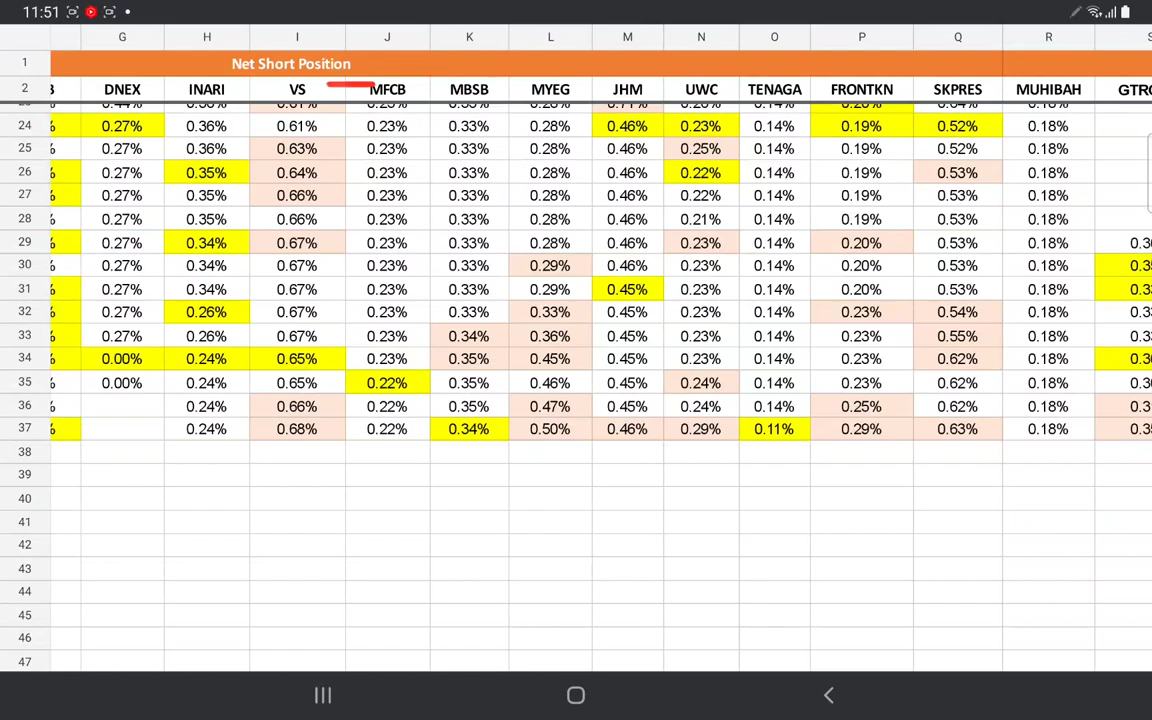 11:51
G H I J K L M N O P Q R S
1 Net Short Position
2 DNEX INARI VS MFCB MBSB MYEG JHM UWC TENAGA FRONTKN SKPRES MUHIBAH GTRO
24 % 0.27% 0.36% 0.61% 0.23% 0.33% 0.28% 0.46% 0.23% 0.14% 0.19% 0.52% 0.18%
25 % 0.27% 0.36% 0.63% 0.23% 0.33% 0.28% 0.46% 0.25% 0.14% 0.19% 0.52% 0.18%
26 % 0.27% 0.35% 0.64% 0.23% 0.33% 0.28% 0.46% 0.22% 0.14% 0.19% 0.53% 0.18%
27 % 0.27% 0.35% 0.66% 0.23% 0.33% 0.28% 0.46% 0.22% 0.14% 0.19% 0.53% 0.18%
28 % 0.27% 0.35% 0.66% 0.23% 0.33% 0.28% 0.46% 0.21% 0.14% 0.19% 0.53% 0.18%
29 % 0.27% 0.34% 0.67% 0.23% 0.33% 0.28% 0.46% 0.23% 0.14% 0.20% 0.53% 0.18%
30 % 0.27% 0.34% 0.67% 0.23% 0.33% 0.29% 0.46% 0.23% 0.14% 0.20% 0.53% 0.18%
31 % 0.27% 0.34% 0.67% 0.23% 0.33% 0.29% 0.45% 0.23% 0.14% 0.20% 0.53% 0.18%
32 % 0.27% 0.26% 0.67% 0.23% 0.33% 0.33% 0.45% 0.23% 0.14% 0.23% 0.54% 0.18%
33 % 0.27% 0.26% 0.67% 0.23% 0.34% 0.36% 0.45% 0.23% 0.14% 0.23% 0.55% 0.18%
34 % 0.00% 0.24% 0.65% 0.23% 0.35% 0.45% 0.45% 0.23% 0.14% 0.23% 0.62% 0.18%
35 % 0.00% 0.24% 0.65% 0.22% 0.35% 0.46% 0.45% 0.24% 0.14% 0.23% 0.62% 0.18%
36 % 0.24% 0.66% 0.22% 0.35% 0.47% 0.45% 0.24% 0.14% 0.25% 0.62% 0.18%
37 % 0.24% 0.68% 0.22% 0.34% 0.50% 0.46% 0.29% 0.11% 0.29% 0.63% 0.18%
38
39
40
41
42
43
44
45
46
47